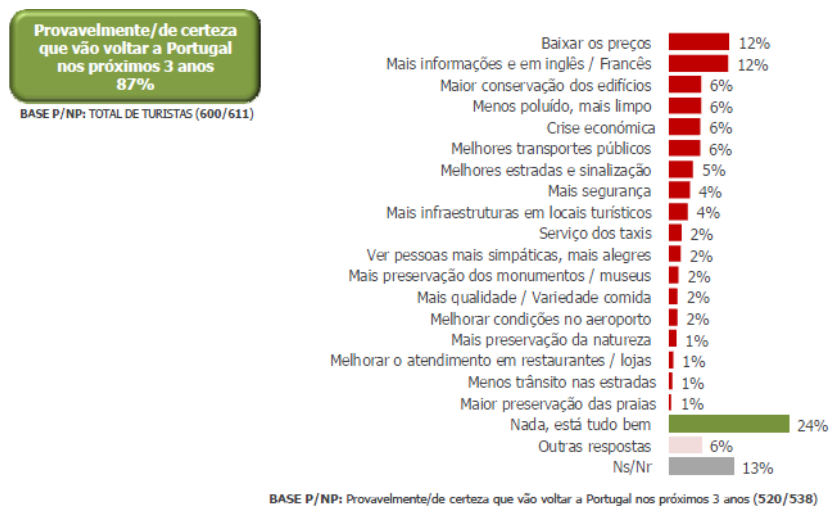 Provavelmente/de certeza
que vão voltar a Portugal
nos próximos 3 anos
87%
BASE P/NP: TOTAL DE TURISTAS (600/611)
Baixar os preços 12%
Mais informações e em inglês / Francês 12%
Maior conservação dos edifícios 6%
Menos poluído, mais limpo 6%
Crise económica 6%
Melhores transportes públicos 6%
Melhores estradas e sinalização 5%
Mais segurança 4%
Mais infraestruturas em locais turísticos 4%
Serviço dos taxis 2%
Ver pessoas mais simpáticas, mais alegres 2%
Mais preservação dos monumentos / museus 2%
Mais qualidade / Variedade comida 2%
Melhorar condições no aeroporto 2%
Mais preservação da natureza 1%
Melhorar o atendimento em restaurantes / lojas 1%
Menos trânsito nas estradas 1%
Maior preservação das praias 1%
Nada, está tudo bem 24%
Outras respostas 6%
Ns/Nr 13%
BASE P/NP: Provavelmente/de certeza que vão voltar a Portugal nos próximos 3 anos (520/538)